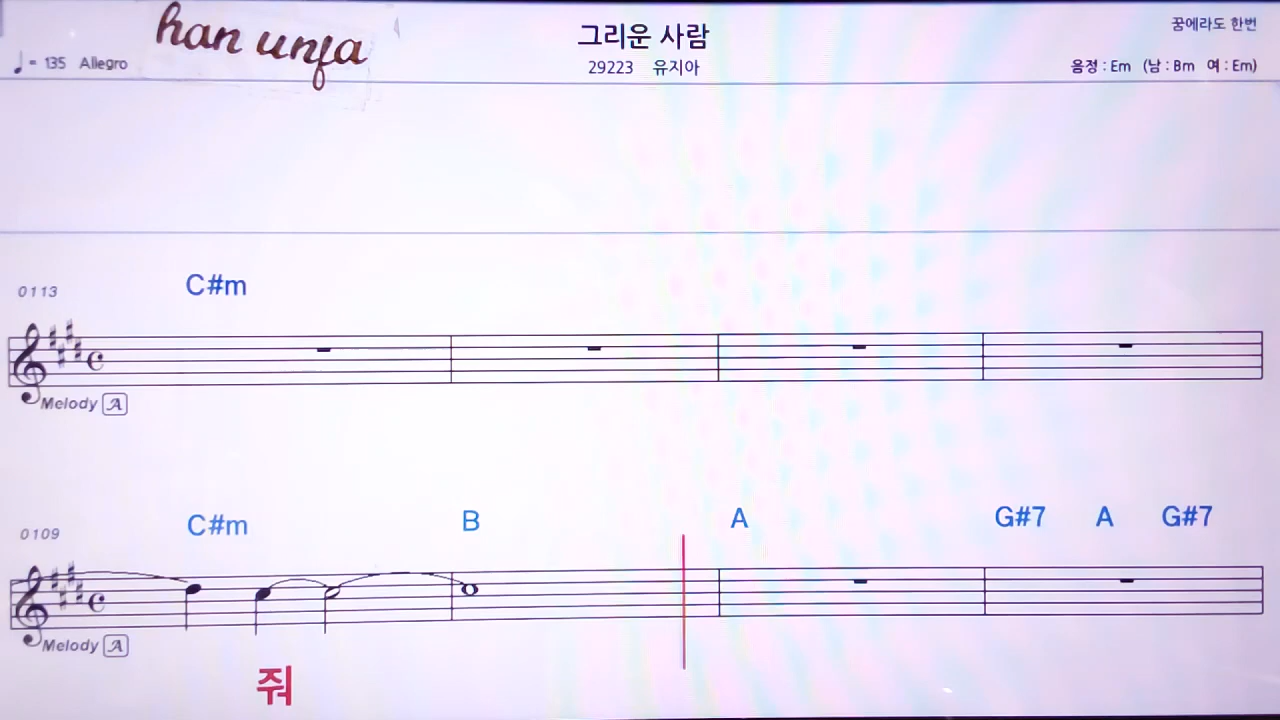 han unja
그리운 사람
꿈에라도 한번
♩= 135 Allegro
29223 유지아
음정 : Em (남 : Bm 여 : Em)
0113
C#m
Melody A
0109
C#m B A G#7 A G#7
Melody A
줘